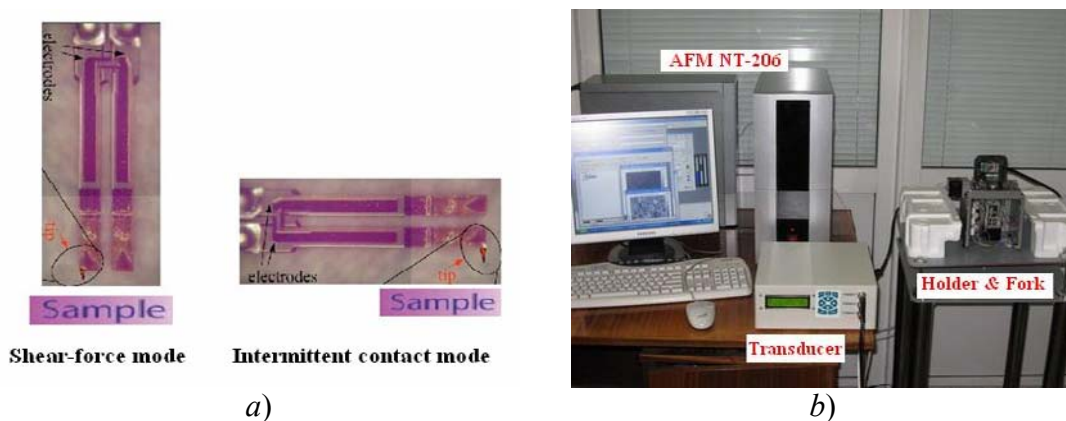 electrodes
tip
Sample
Shear-force mode
electrodes
tip
Sample
Intermittent contact mode
a)
AFM NT-206
Holder & Fork
Transducer
b)